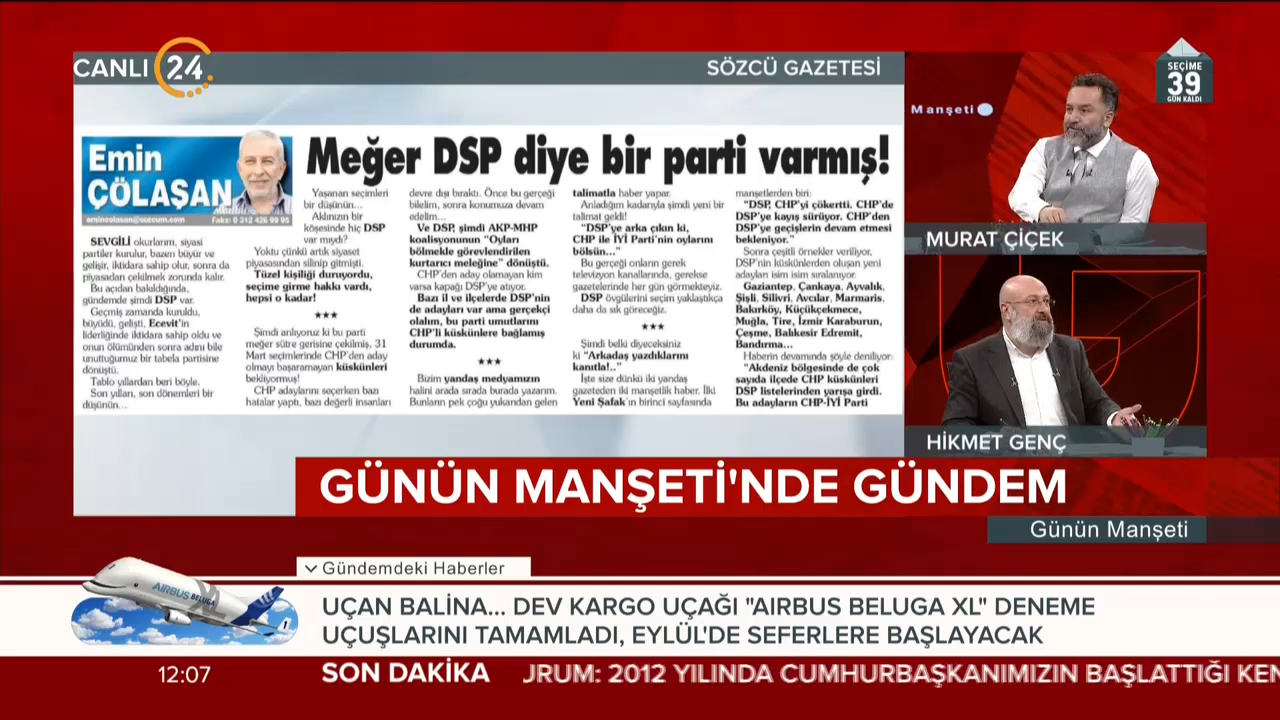 CANLI 24
SÖZCÜ GAZETESİ
SEÇİME
39
GÜN KALDI
Manşeti
Emin
ÇÖLAŞAN
emincolasan@sozcu.com
Faks: 0 312 426 99 95
Meğer DSP diye bir parti varmış!
SEVGİLİ okurlarım, siyasi
partiler kurulur, bazen büyür ve
gelişir, iktidara sahip olur, sonra da
piyasadan çekilmek zorunda kalır.
Bu açıdan bakıldığında,
gündemde şimdi DSP var.
Geçmiş zamanda kuruldu,
büyüdü, gelişti, Ecevit'in
liderliğinde iktidara sahip oldu ve
onun ölümünden sonra adını bile
unuttuğumuz bir tabela partisine
dönüştü.
Tablo yıllardan beri böyle.
Son yılları, son dönemleri bir
düşünün...
Yaşanan seçimleri
bir düşünün...
Aklınızın bir
köşesinde hiç DSP
var mıydı?
Yoktu çünkü artık siyaset
piyasasından silinip gitmişti.
Tüzel kişiliği duruyordu,
seçime girme hakkı vardı,
hepsi o kadar!
★★★
Şimdi anlıyoruz ki bu parti
meğer sütre gerisine çekilmiş, 31
Mart seçimlerinde CHP'den aday
olmayı başaramayan küskünleri
bekliyormuş!
CHP adaylarını seçerken bazı
hatalar yaptı, bazı değerli insanları
devre dışı bıraktı. Önce bu gerçeği
bilelim, sonra konumuza devam
edelim...
Ve DSP, şimdi AKP-MHP
koalisyonunun "Oyları
bölmekle görevlendirilen
kurtarıcı meleğine" dönüştü.
CHP'den aday olamayan kim
varsa kapağı DSP'ye atıyor.
Bazı il ve ilçelerde DSP'nin
de adayları var ama gerçekçi
olalım, bu parti umutlarını
CHP'li küskünlere bağlamış
durumda.
★★★
Bizim yandaş medyamızın
halini arada sırada burada yazarım.
Bunların pek çoğu yukarıdan gelen
talimatla haber yapar.
Anladığım kadarıyla şimdi yeni bir
talimat geldi!
"DSP'ye arka çıkın ki,
CHP ile İYİ Parti'nin oylarını
bölsün..."
Bu gerçeği onların gerek
televizyon kanallarında, gerekse
gazetelerinde her gün görmekteyiz.
DSP övgülerini seçim yaklaştıkça
daha da sık göreceğiz.
★★★
Şimdi belki diyeceksiniz
ki "Arkadaş yazdıklarını
kanıtla!.."
İşte size dünkü iki yandaş
gazeteden iki manşetlik haber. İlki
Yeni Şafak'ın birinci sayfasında
manşetlerden biri:
"DSP, CHP'yi çökertti. CHP'de
DSP'ye kayış sürüyor. CHP'den
DSP'ye geçişlerin devam etmesi
bekleniyor."
Sonra çeşitli örnekler veriliyor,
DSP'nin küskünlerden oluşan yeni
adayları isim isim sıralanıyor.
Gaziantep, Çankaya, Ayvalık,
Şişli, Silivri, Avcılar, Marmaris,
Bakırköy, Küçükçekmece,
Muğla, Tire, İzmir Karaburun,
Çeşme, Balıkesir Edremit,
Bandırma...
Haberin devamında şöyle deniliyor:
"Akdeniz bölgesinde de çok
sayıda ilçede CHP küskünleri
DSP listelerinden yarışa girdi.
Bu adayların CHP-İYİ Parti
MURAT ÇİÇEK
HİKMET GENÇ
GÜNÜN MANŞETİ'NDE GÜNDEM
Günün Manşeti
Gündemdeki Haberler
AIRBUS BELUGA
UÇAN BALİNA... DEV KARGO UÇAĞI "AIRBUS BELUGA XL" DENEME
UÇUŞLARINI TAMAMLADI, EYLÜL'DE SEFERLERE BAŞLAYACAK
12:07
SON DAKİKA
URUM: 2012 YILINDA CUMHURBAŞKANIMIZIN BAŞLATTIĞI KEN